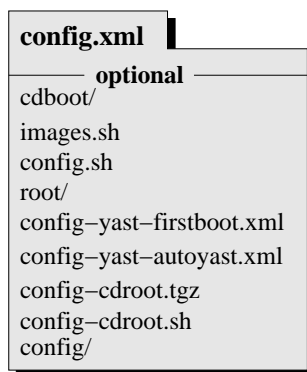 config.xml
optional
cdboot/
images.sh
config.sh
root/
config−yast−firstboot.xml
config−yast−autoyast.xml
config−cdroot.tgz
config−cdroot.sh
config/